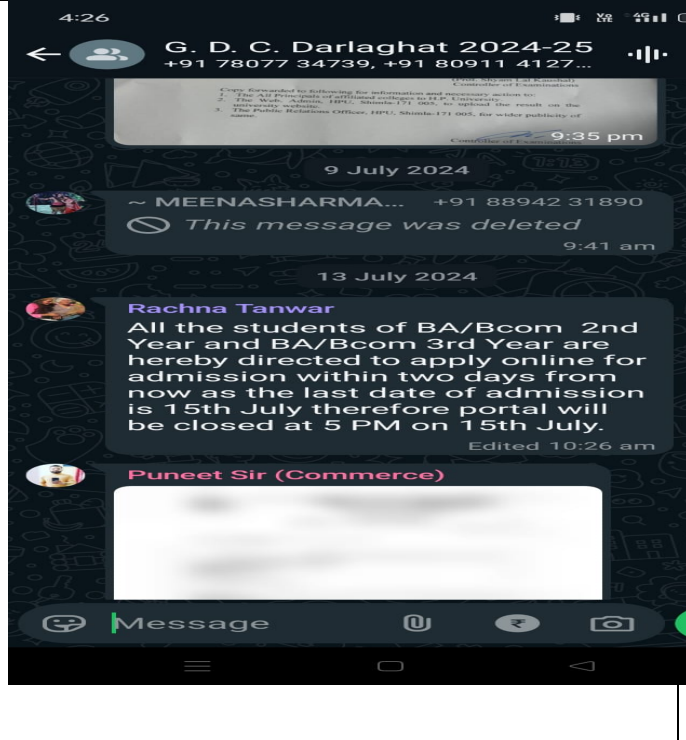 4:26
Vo
LTE
4G
G. D. C. Darlaghat 2024-25
+91 78077 34739, +91 80911 4127...
(Prof. Shyam Lal Kaushal)
Controller of Examinations
Copy forwarded to following for information and necessary action to:
1. The All Principals of affiliated colleges to H.P. University.
2. The Web. Admin, HPU, Shimla-171 005, to upload the result on the
university website.
3. The Public Relations Officer, HPU, Shimla-171 005, for wider publicity of
same.
Controller of Examinations
9:35 pm
9 July 2024
~ MEENASHARMA... +91 88942 31890
This message was deleted
9:41 am
13 July 2024
Rachna Tanwar
All the students of BA/Bcom 2nd
Year and BA/Bcom 3rd Year are
hereby directed to apply online for
admission within two days from
now as the last date of admission
is 15th July therefore portal will
be closed at 5 PM on 15th July.
Edited 10:26 am
Puneet Sir (Commerce)
Message
₹